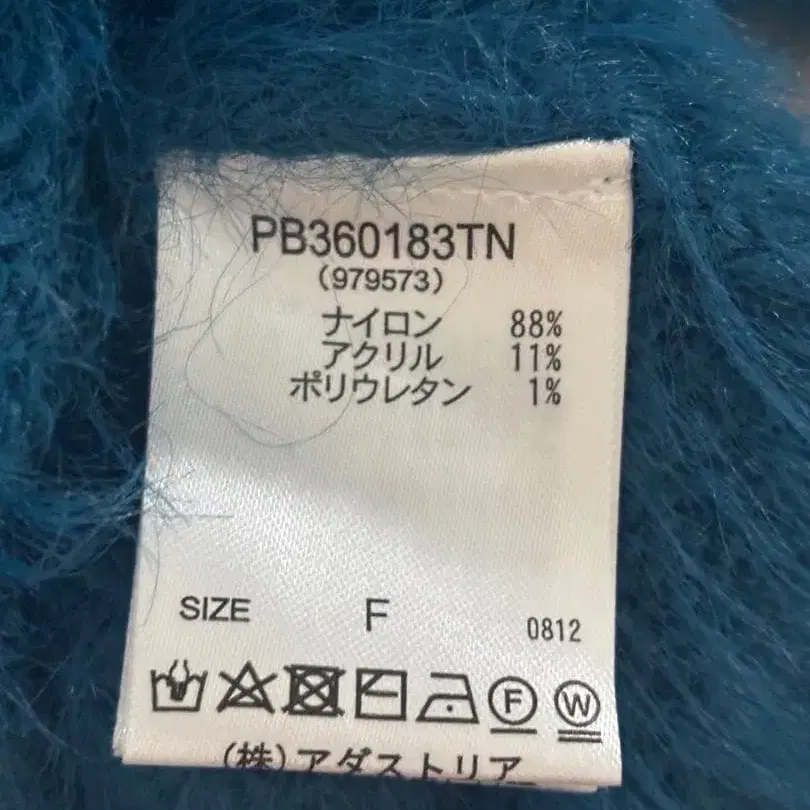 PB360183TN
(979573)
ナイロン 88%
アクリル 11%
ポリウレタン 1%
SIZE F 0812
F W
(株)アダストリア